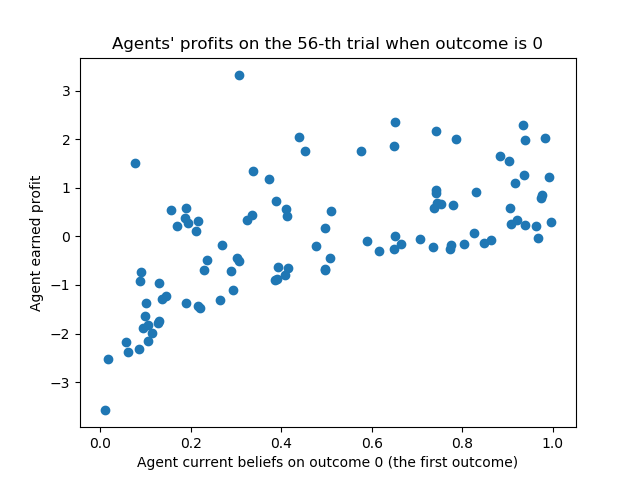 Agents' profits on the 56-th trial when outcome is 0
Agent earned profit
3
2
1
0
−1
−2
−3
0.0 0.2 0.4 0.6 0.8 1.0
Agent current beliefs on outcome 0 (the first outcome)